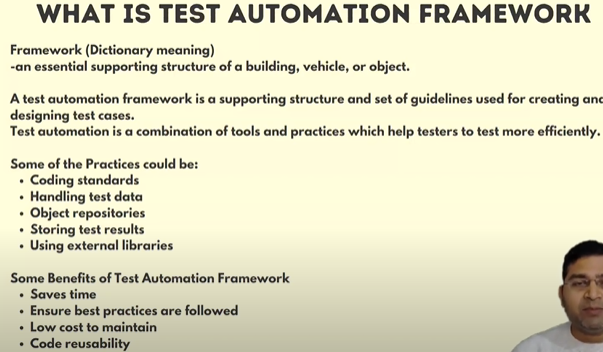 WHAT IS TEST AUTOMATION FRAMEWORK
Framework (Dictionary meaning)
-an essential supporting structure of a building, vehicle, or object.
A test automation framework is a supporting structure and set of guidelines used for creating and
designing test cases.
Test automation is a combination of tools and practices which help testers to test more efficiently.
Some of the Practices could be:
• Coding standards
• Handling test data
• Object repositories
• Storing test results
• Using external libraries
Some Benefits of Test Automation Framework
• Saves time
• Ensure best practices are followed
• Low cost to maintain
• Code reusability